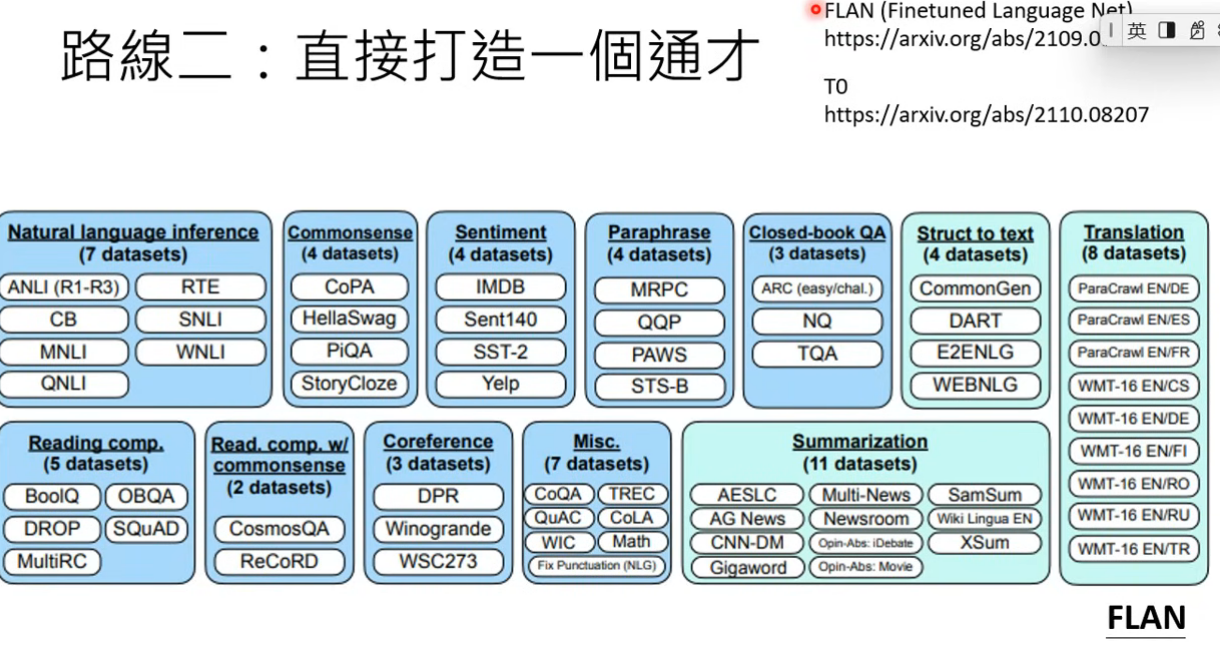 路線二：直接打造一個通才
FLAN (Finetuned Language Net)
https://arxiv.org/abs/2109.0
英
T0
https://arxiv.org/abs/2110.08207
Natural language inference
(7 datasets)
ANLI (R1-R3) RTE
CB SNLI
MNLI WNLI
QNLI
Commonsense
(4 datasets)
CoPA
HellaSwag
PiQA
StoryCloze
Sentiment
(4 datasets)
IMDB
Sent140
SST-2
Yelp
Paraphrase
(4 datasets)
MRPC
QQP
PAWS
STS-B
Closed-book QA
(3 datasets)
ARC (easy/chal.)
NQ
TQA
Struct to text
(4 datasets)
CommonGen
DART
E2ENLG
WEBNLG
Translation
(8 datasets)
ParaCrawl EN/DE
ParaCrawl EN/ES
ParaCrawl EN/FR
WMT-16 EN/CS
WMT-16 EN/DE
WMT-16 EN/FI
WMT-16 EN/RO
WMT-16 EN/RU
WMT-16 EN/TR
Reading comp.
(5 datasets)
BoolQ OBQA
DROP SQuAD
MultiRC
Read. comp. w/
commonsense
(2 datasets)
CosmosQA
ReCoRD
Coreference
(3 datasets)
DPR
Winogrande
WSC273
Misc.
(7 datasets)
CoQA TREC
QuAC CoLA
WIC Math
Fix Punctuation (NLG)
Summarization
(11 datasets)
AESLC Multi-News SamSum
AG News Newsroom Wiki Lingua EN
CNN-DM Opin-Abs: iDebate XSum
Gigaword Opin-Abs: Movie
FLAN